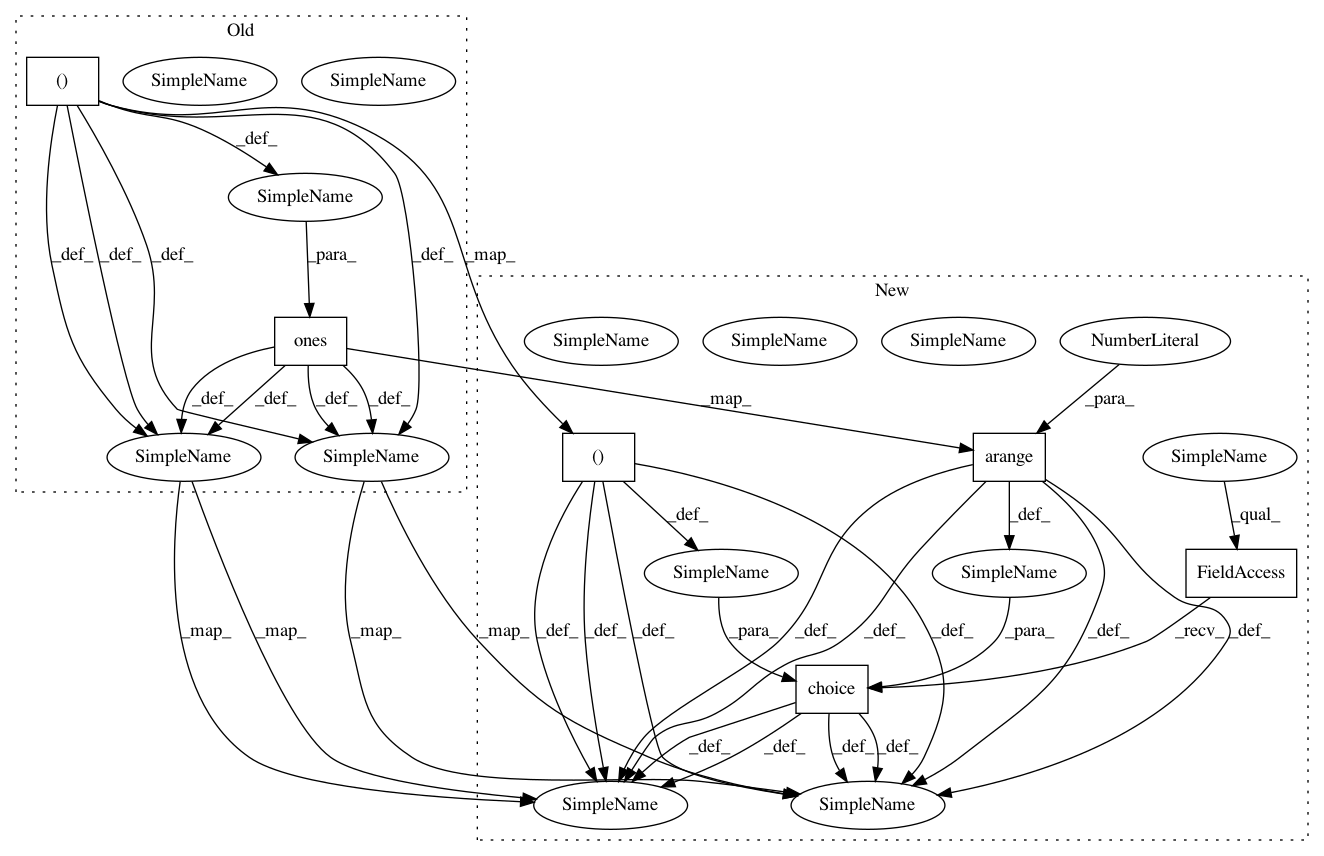 Old
()
SimpleName
SimpleName
_def_
SimpleName
_def_
_def_
_def_
_para_
_def_
_map_
New
ones
SimpleName
SimpleName
SimpleName
NumberLiteral
_def_
_def_
_def_
_def_
_map_
_para_
SimpleName
SimpleName
()
arange
SimpleName
_def_
_def_
_qual_
SimpleName
SimpleName
FieldAccess
_map_
_map_
_map_
_map_
_def_
_def_
_def_
_para_
_def_
_def_
_def_
_para_
_def_
_recv_
_def_
choice
_def_
_def_
_def_
_def_
SimpleName
SimpleName